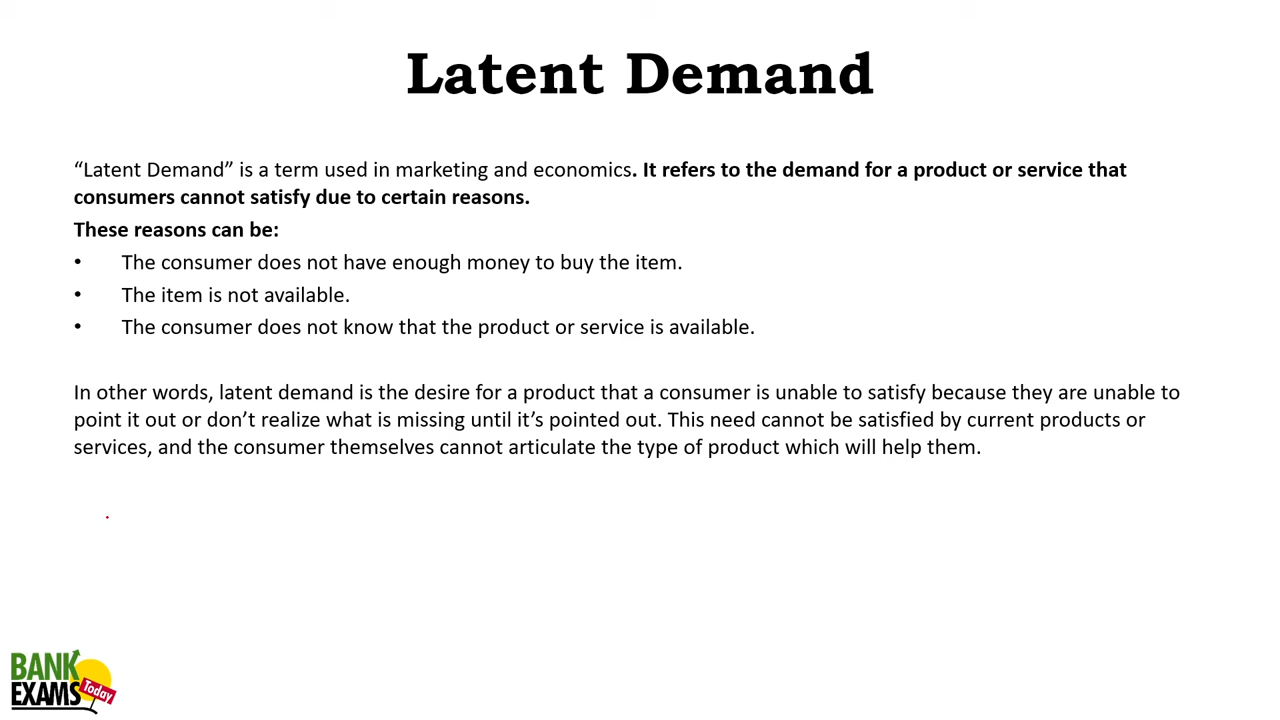 Latent Demand
“Latent Demand” is a term used in marketing and economics. It refers to the demand for a product or service that
consumers cannot satisfy due to certain reasons.
These reasons can be:
• The consumer does not have enough money to buy the item.
• The item is not available.
• The consumer does not know that the product or service is available.
In other words, latent demand is the desire for a product that a consumer is unable to satisfy because they are unable to
point it out or don’t realize what is missing until it’s pointed out. This need cannot be satisfied by current products or
services, and the consumer themselves cannot articulate the type of product which will help them.
BANK
EXAMS
Today